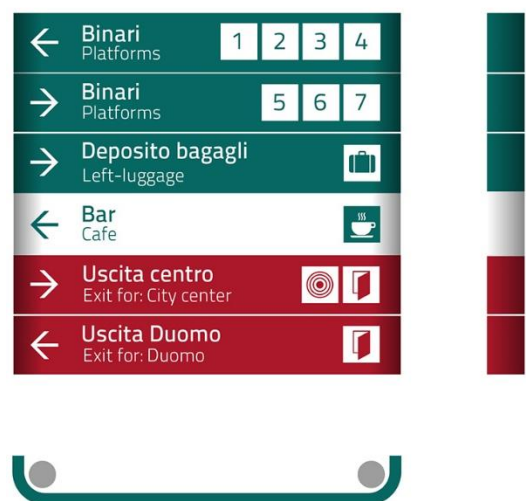 Binari
Platforms
1 2 3 4
Binari
Platforms
5 6 7
Deposito bagagli
Left-luggage
Bar
Cafe
Uscita centro
Exit for: City center
Uscita Duomo
Exit for: Duomo